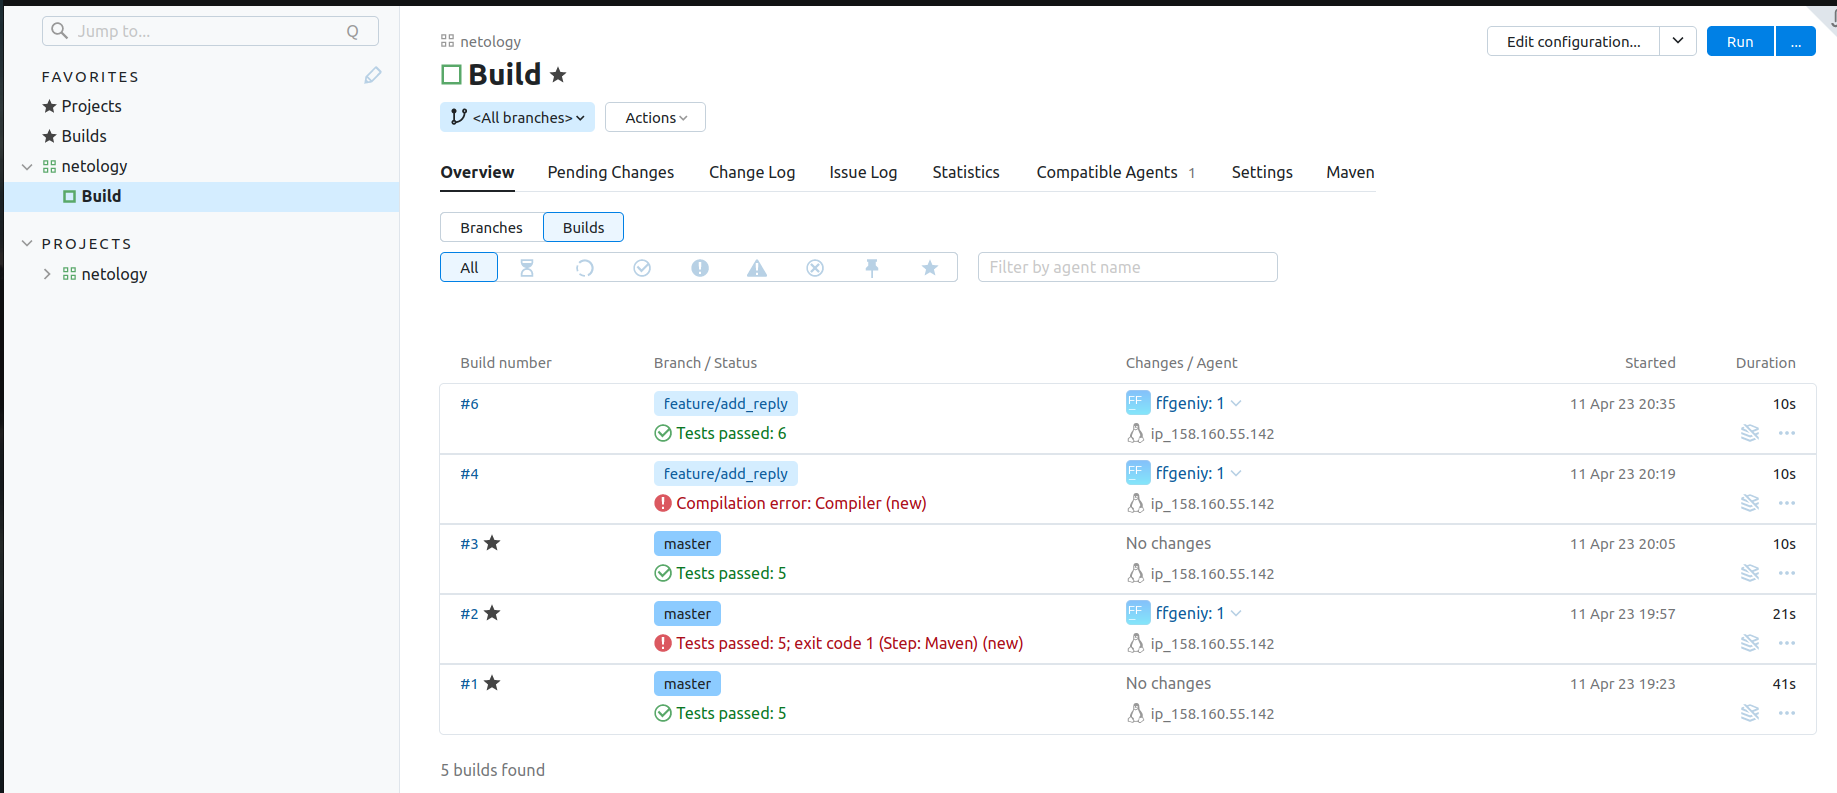 Jump to... Q
FAVORITES
Projects
Builds
netology
Build
PROJECTS
netology
netology
Build
Edit configuration... Run ...
<All branches> Actions
Overview Pending Changes Change Log Issue Log Statistics Compatible Agents 1 Settings Maven
Branches Builds
All Filter by agent name
Build number Branch / Status Changes / Agent Started Duration
#6 feature/add_reply FF ffgeniy: 1 11 Apr 23 20:35 10s
Tests passed: 6 ip_158.160.55.142
#4 feature/add_reply FF ffgeniy: 1 11 Apr 23 20:19 10s
Compilation error: Compiler (new) ip_158.160.55.142
#3 master No changes 11 Apr 23 20:05 10s
Tests passed: 5 ip_158.160.55.142
#2 master FF ffgeniy: 1 11 Apr 23 19:57 21s
Tests passed: 5; exit code 1 (Step: Maven) (new) ip_158.160.55.142
#1 master No changes 11 Apr 23 19:23 41s
Tests passed: 5 ip_158.160.55.142
5 builds found